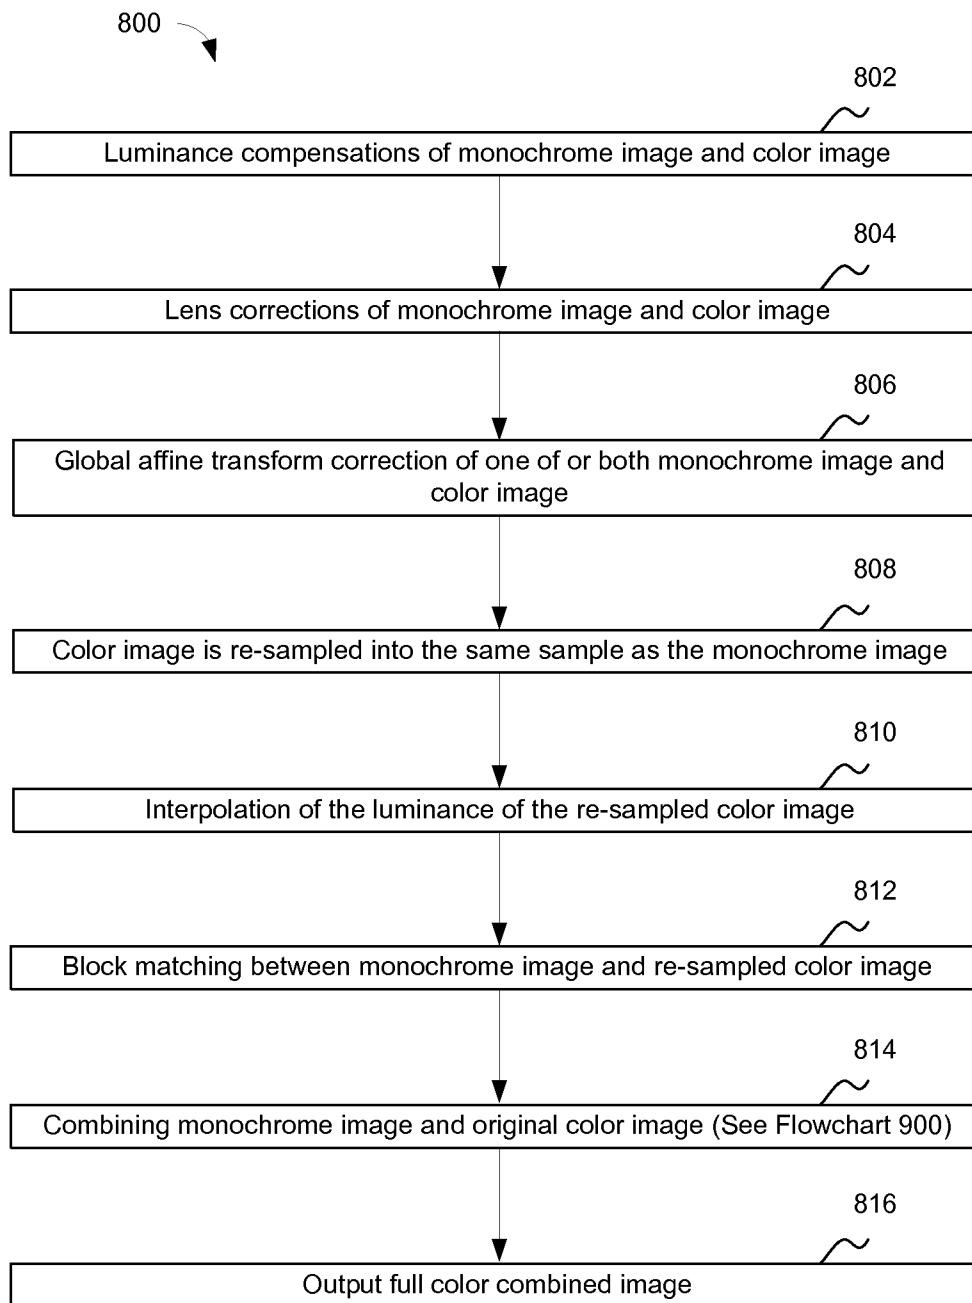 800
802
Luminance compensations of monochrome image and color image
804
Lens corrections of monochrome image and color image
806
Global affine transform correction of one of or both monochrome image and
color image
808
Color image is re-sampled into the same sample as the monochrome image
810
Interpolation of the luminance of the re-sampled color image
812
Block matching between monochrome image and re-sampled color image
814
Combining monochrome image and original color image (See Flowchart 900)
816
Output full color combined image